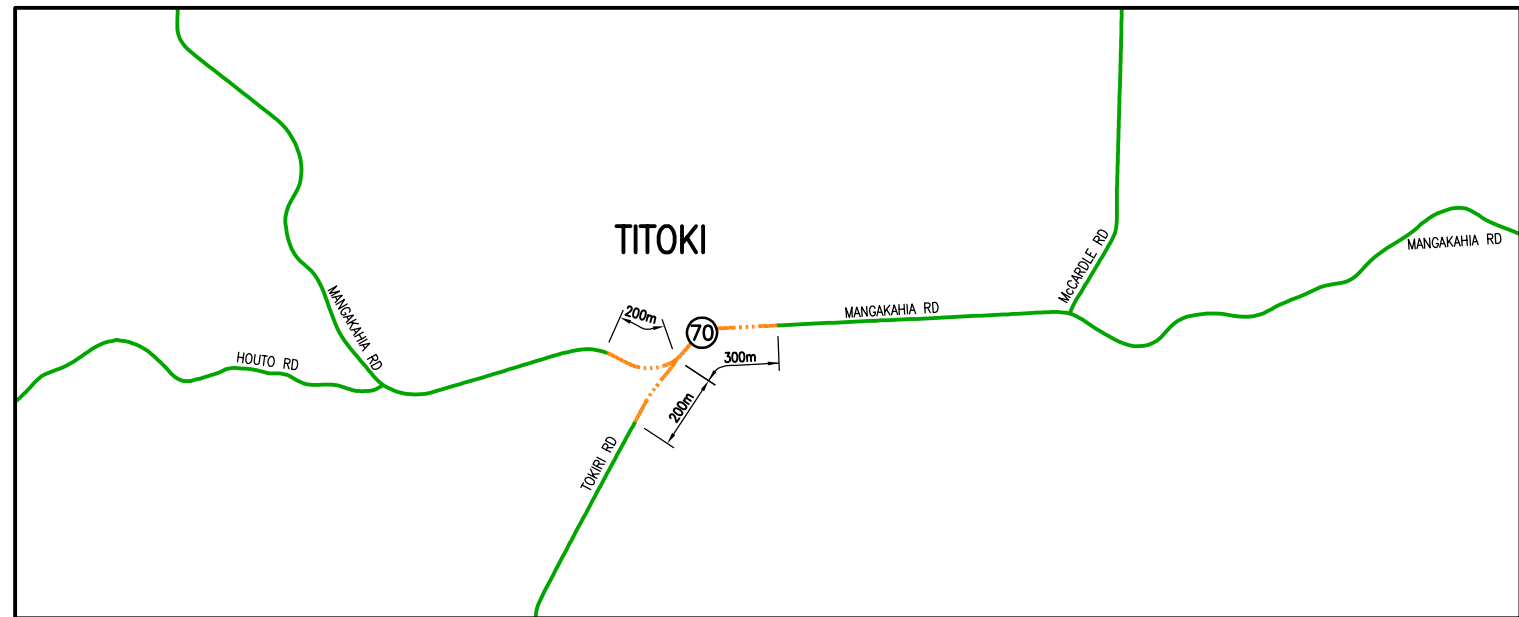 TITOKI
McCARDLE RD
MANGAKAHIA RD
MANGAKAHIA RD
MANGAKAHIA RD
200m
70
300m
HOUTO RD
200m
TOKIRI RD